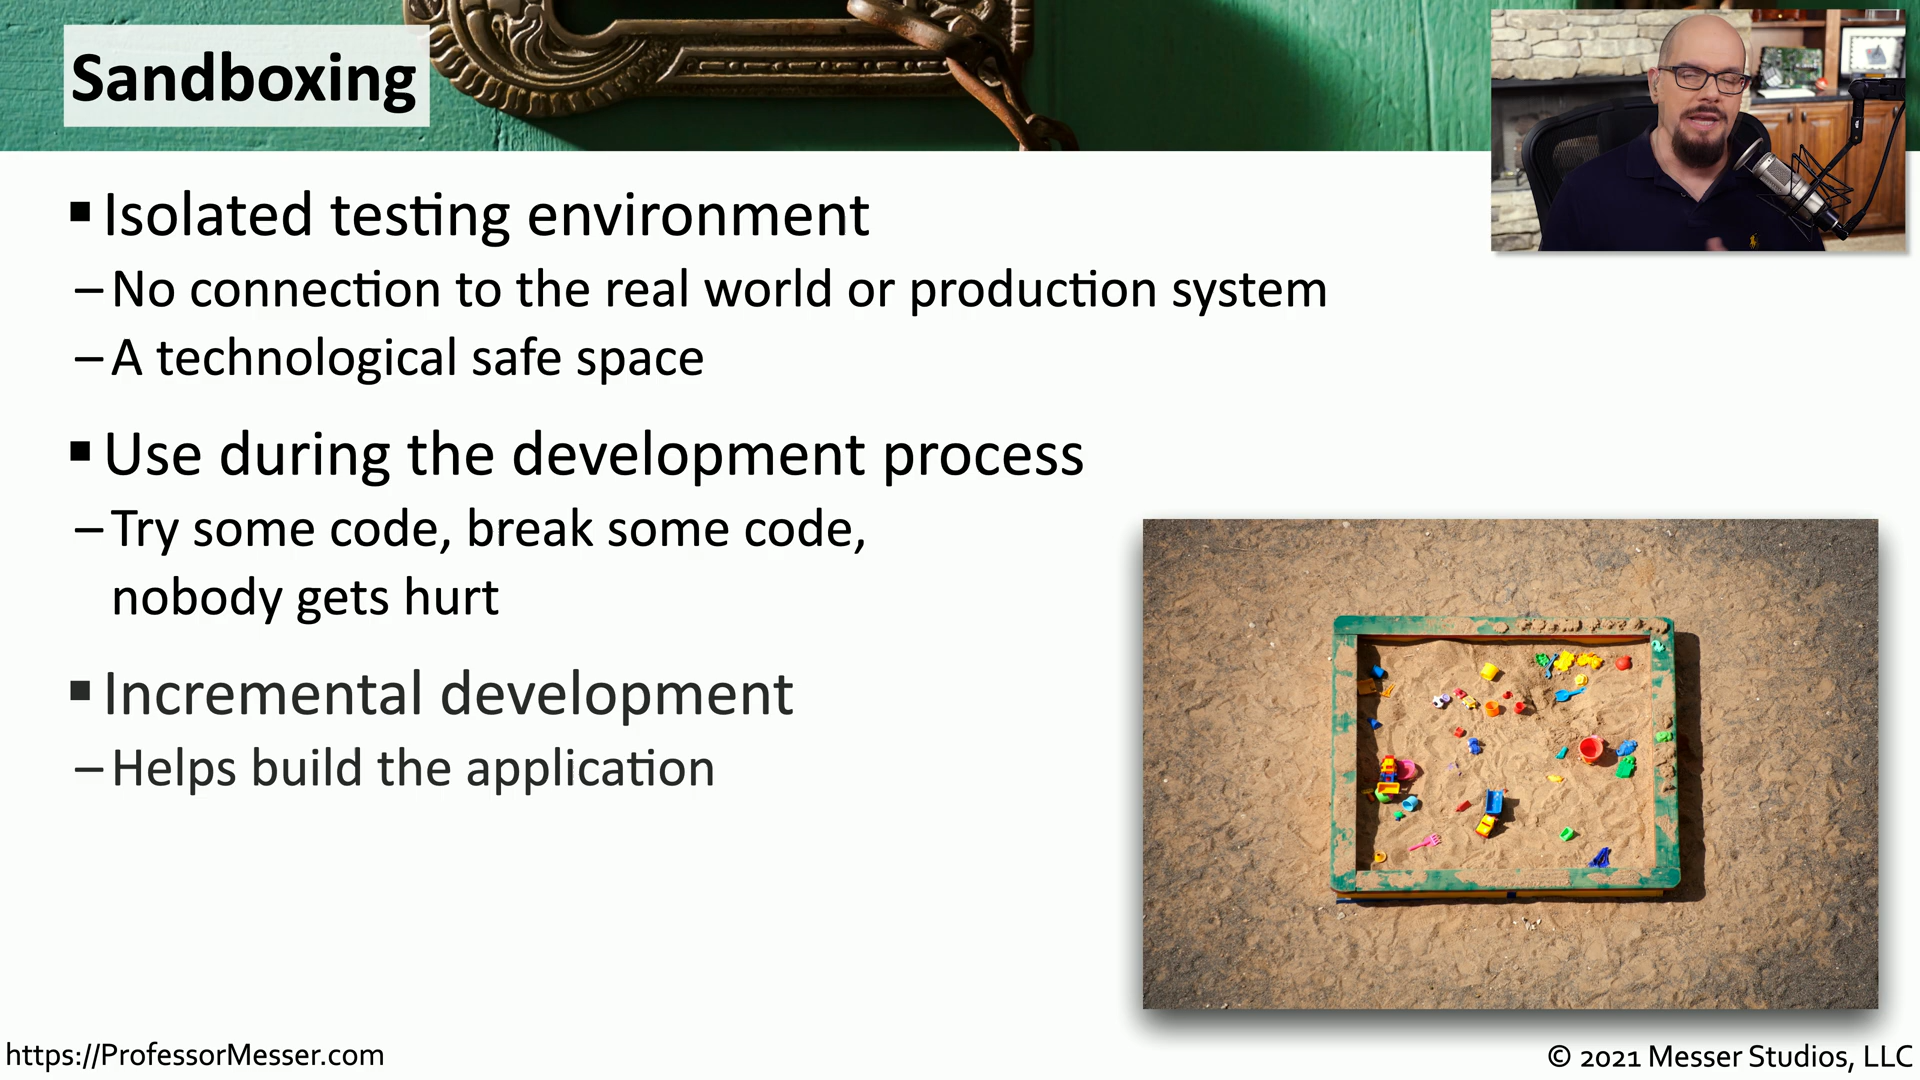 Sandboxing
▪ Isolated testing environment
– No connection to the real world or production system
– A technological safe space
▪ Use during the development process
– Try some code, break some code,
nobody gets hurt
▪ Incremental development
– Helps build the application
https://ProfessorMesser.com
© 2021 Messer Studios, LLC